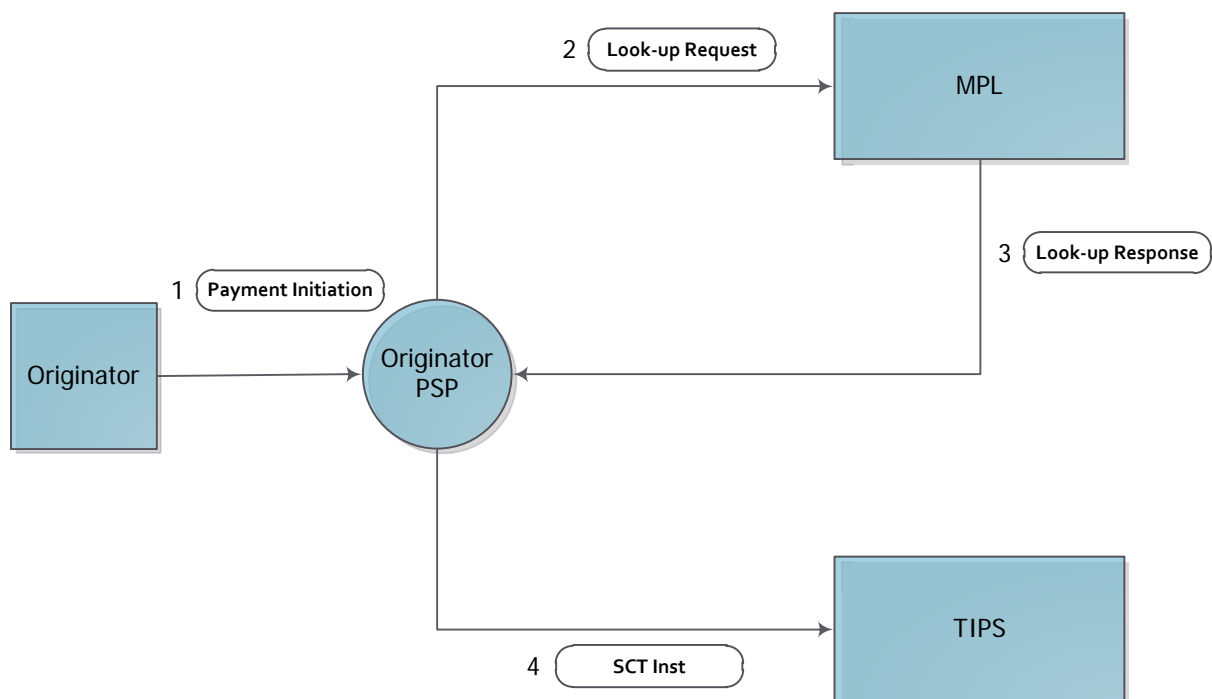 2 Look-up Request
MPL
3 Look-up Response
1 Payment Initiation
Originator
Originator
PSP
TIPS
4 SCT Inst